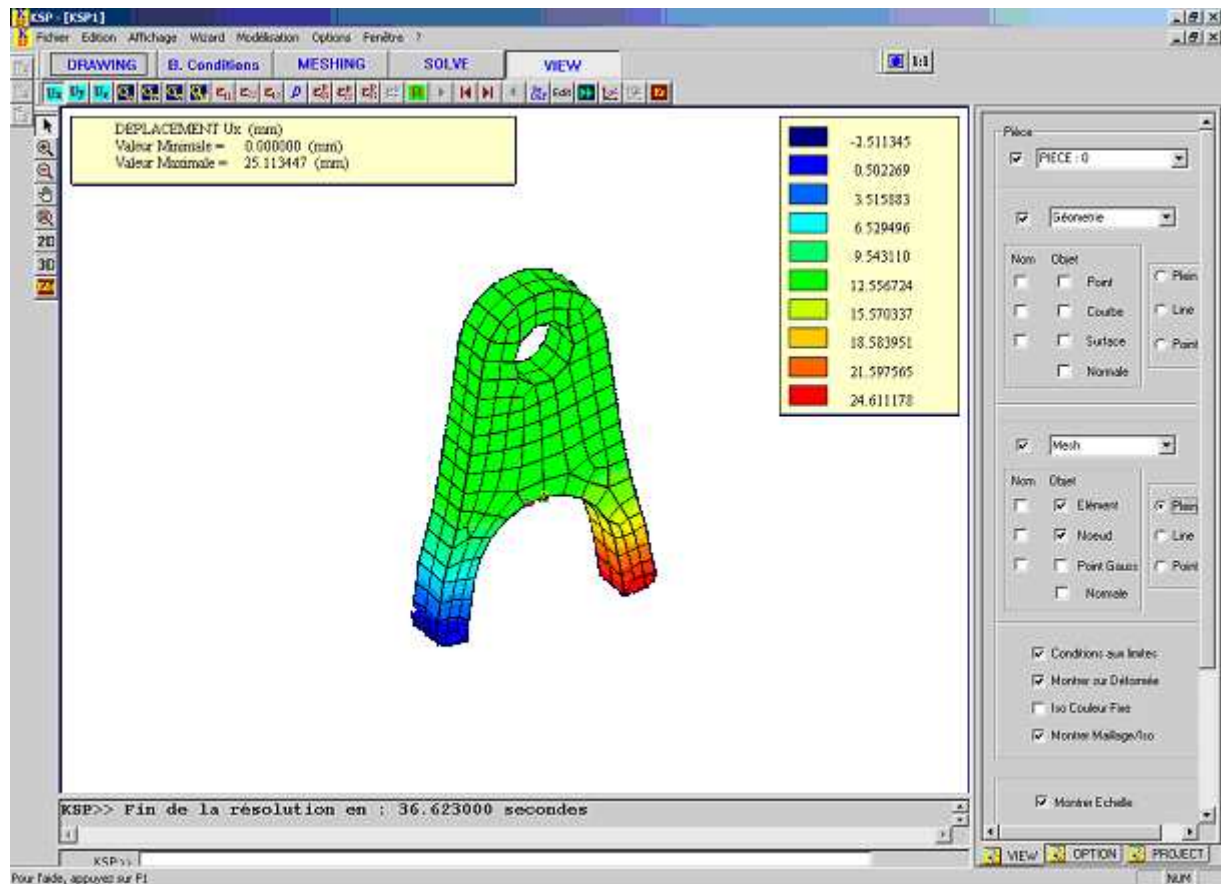 KSP - [KSP1]
Fichier Edition Affichage Wizard Modélisation Options Fenêtre ?
DRAWING B. Conditions MESHING SOLVE VIEW 1:1
Ux Uy Uz Edit
DEPLACEMENT Ux (mm)
Valeur Minimale = 0.000000 (mm)
Valeur Maximale = 25.113447 (mm)
-2.511345
0.502269
3.515883
6.529496
9.543110
12.556724
15.570337
18.583951
21.597565
24.611178
2D
3D
Pièce
PIECE : 0
Géometrie
Nom Objet
Point Plein
Courbe Line
Surface Point
Normale
Mesh
Nom Objet
Elément Plein
Noeud Line
Point Gauss Point
Normale
Conditions aux limites
Montrer sur Déformée
Iso Couleur Fixe
Montrer Maillage/Iso
Montrer Echelle
KSP>> Fin de la résolution en : 36.623000 secondes
KSP>>
VIEW OPTION PROJECT
Pour l'aide, appuyez sur F1
NUM